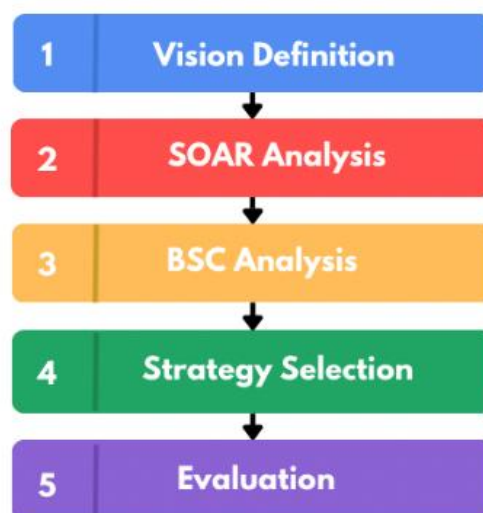 1 Vision Definition
2 SOAR Analysis
3 BSC Analysis
4 Strategy Selection
5 Evaluation